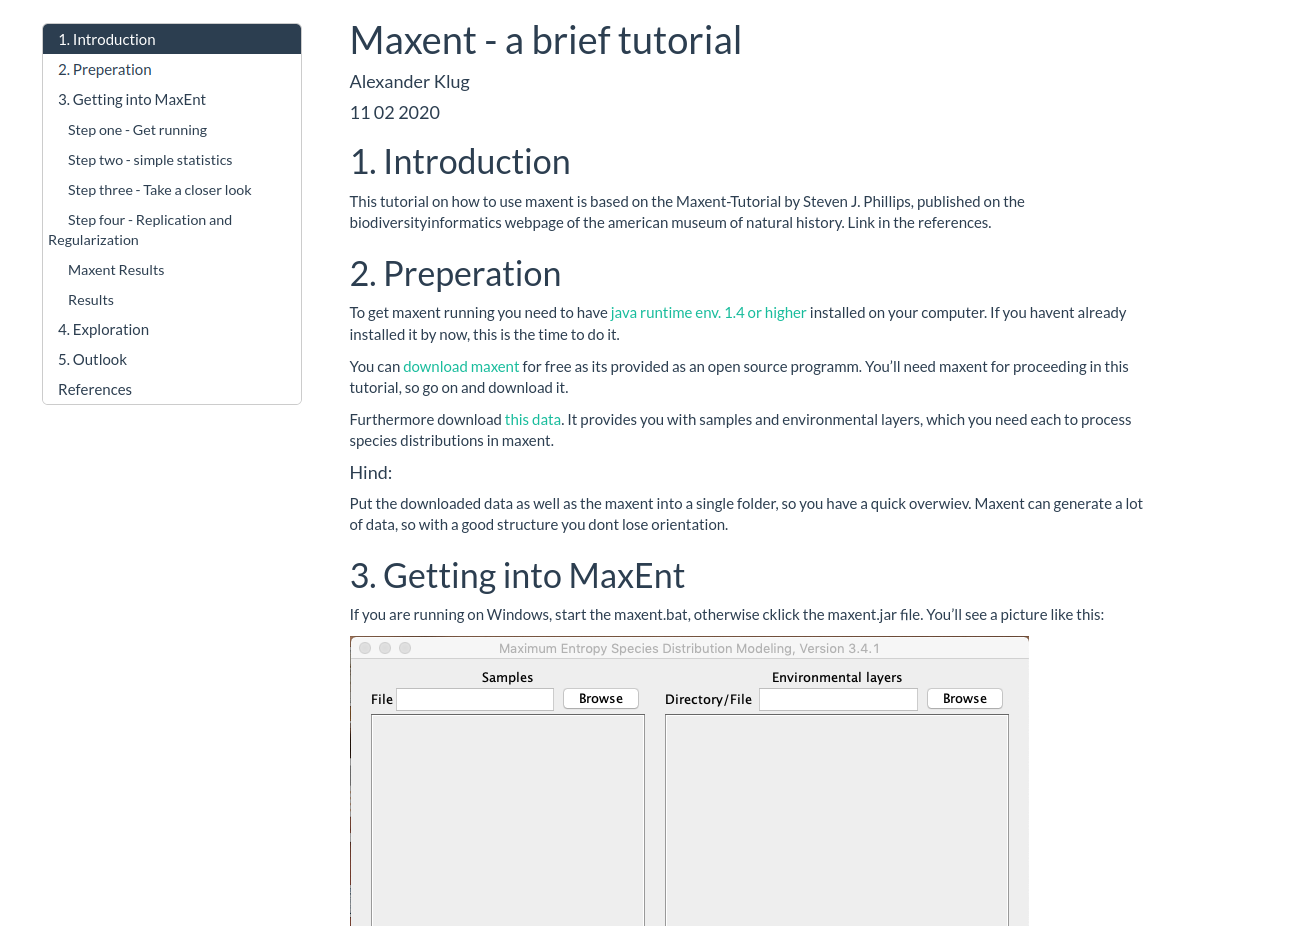 1. Introduction
2. Preperation
3. Getting into MaxEnt
Step one - Get running
Step two - simple statistics
Step three - Take a closer look
Step four - Replication and
Regularization
Maxent Results
Results
4. Exploration
5. Outlook
References
Maxent - a brief tutorial
Alexander Klug
11 02 2020
1. Introduction
This tutorial on how to use maxent is based on the Maxent-Tutorial by Steven J. Phillips, published on the
biodiversityinformatics webpage of the american museum of natural history. Link in the references.
2. Preperation
To get maxent running you need to have java runtime env. 1.4 or higher installed on your computer. If you havent already
installed it by now, this is the time to do it.
You can download maxent for free as its provided as an open source programm. You’ll need maxent for proceeding in this
tutorial, so go on and download it.
Furthermore download this data. It provides you with samples and environmental layers, which you need each to process
species distributions in maxent.
Hind:
Put the downloaded data as well as the maxent into a single folder, so you have a quick overwiev. Maxent can generate a lot
of data, so with a good structure you dont lose orientation.
3. Getting into MaxEnt
If you are running on Windows, start the maxent.bat, otherwise cklick the maxent.jar file. You’ll see a picture like this:
Maximum Entropy Species Distribution Modeling, Version 3.4.1
Samples
File Browse
Environmental layers
Directory/File Browse